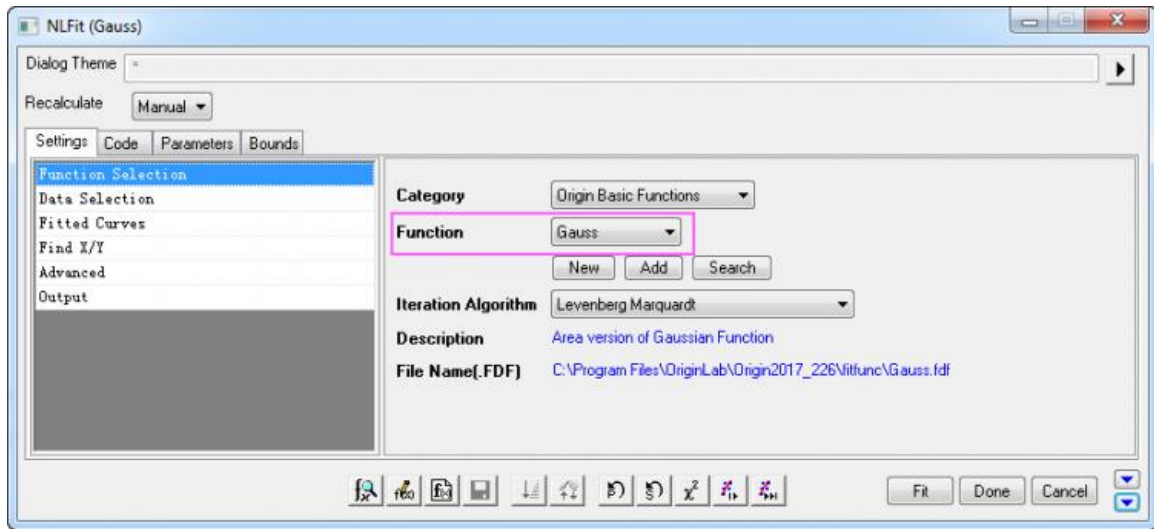 NLFit (Gauss)
Dialog Theme *
Recalculate Manual
Settings Code Parameters Bounds
Function Selection
Data Selection
Fitted Curves
Find X/Y
Advanced
Output
Category Origin Basic Functions
Function Gauss
New Add Search
Iteration Algorithm Levenberg Marquardt
Description Area version of Gaussian Function
File Name(.FDF) C:\Program Files\OriginLab\Origin2017_226\fitfunc\Gauss.fdf
Fit Done Cancel